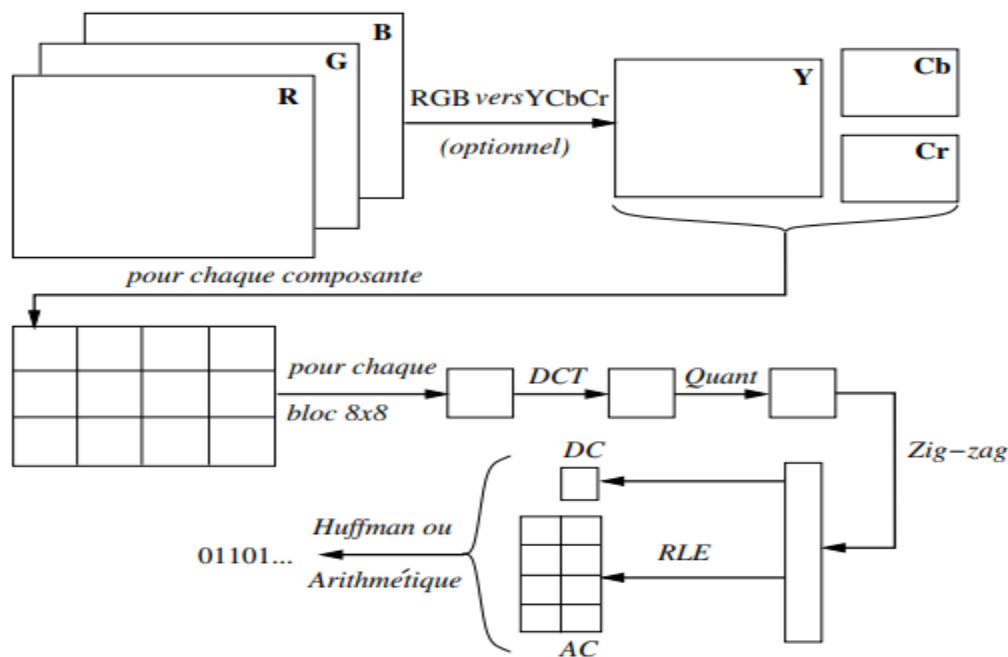 B
G
R
RGB vers YCbCr
(optionnel)
Y
Cb
Cr
pour chaque composante
pour chaque
bloc 8x8
DCT
Quant
Zig-zag
DC
RLE
AC
Huffman ou
Arithmétique
01101...